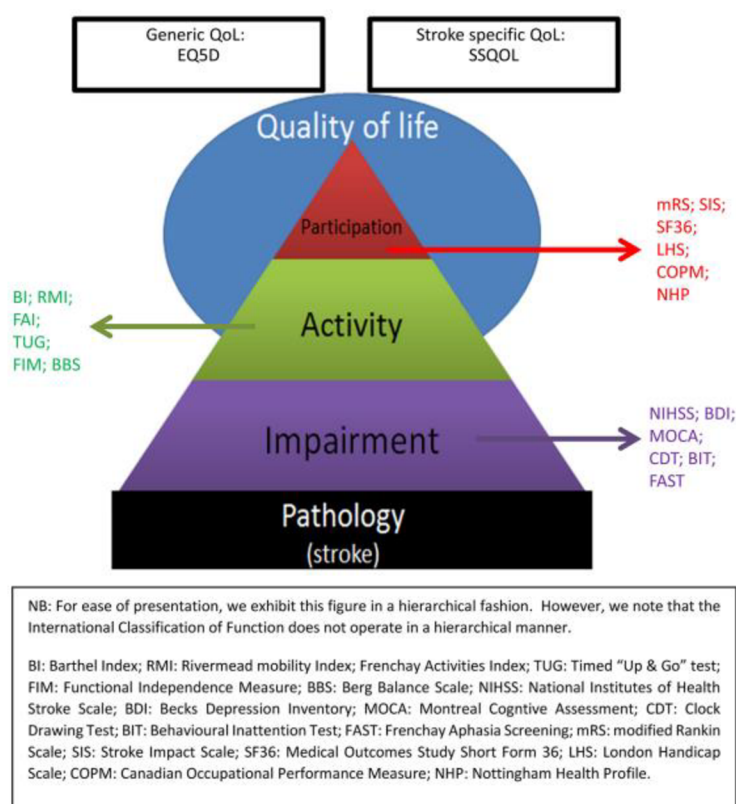 Generic QoL:
EQ5D
Stroke specific QoL:
SSQOL
Quality of life
Participation
mRS; SIS;
SF36;
LHS;
COPM;
NHP
BI; RMI;
FAI;
TUG;
FIM; BBS
Activity
Impairment
NIHSS; BDI;
MOCA;
CDT; BIT;
FAST
Pathology
(stroke)
NB: For ease of presentation, we exhibit this figure in a hierarchical fashion. However, we note that the
International Classification of Function does not operate in a hierarchical manner.
BI: Barthel Index; RMI: Rivermead mobility Index; Frenchay Activities Index; TUG: Timed “Up & Go” test;
FIM: Functional Independence Measure; BBS: Berg Balance Scale; NIHSS: National Institutes of Health
Stroke Scale; BDI: Becks Depression Inventory; MOCA: Montreal Cogntive Assessment; CDT: Clock
Drawing Test; BIT: Behavioural Inattention Test; FAST: Frenchay Aphasia Screening; mRS: modified Rankin
Scale; SIS: Stroke Impact Scale; SF36: Medical Outcomes Study Short Form 36; LHS: London Handicap
Scale; COPM: Canadian Occupational Performance Measure; NHP: Nottingham Health Profile.